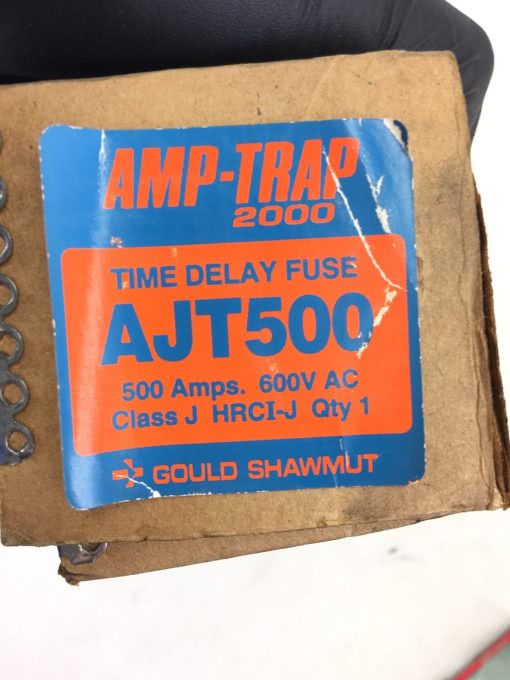 AMP-TRAP
2000
TIME DELAY FUSE
AJT500
500 Amps. 600V AC
Class J HRCI-J Qty 1
GOULD SHAWMUT